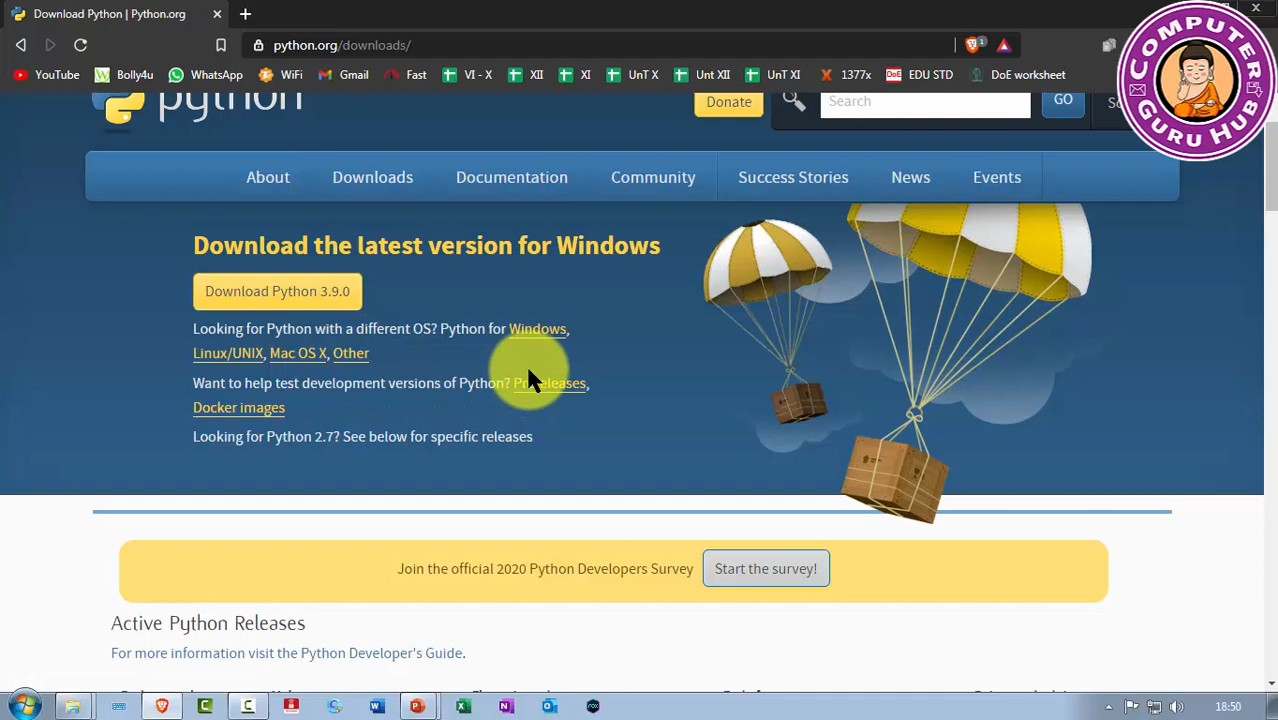 Download Python | Python.org
python.org/downloads/
1
YouTube Bolly4u WhatsApp WiFi Gmail Fast VI - X XII XI UnT X Unt XII UnT XI 1377x DoE EDU STD DoE worksheet
COMPUTER GURU HUB
python
Donate Search GO
About Downloads Documentation Community Success Stories News Events
Download the latest version for Windows
Download Python 3.9.0
Looking for Python with a different OS? Python for Windows,
Linux/UNIX, Mac OS X, Other
Want to help test development versions of Python?
Docker images
Looking for Python 2.7? See below for specific releases
Join the official 2020 Python Developers Survey Start the survey!
Active Python Releases
For more information visit the Python Developer's Guide.
18:50